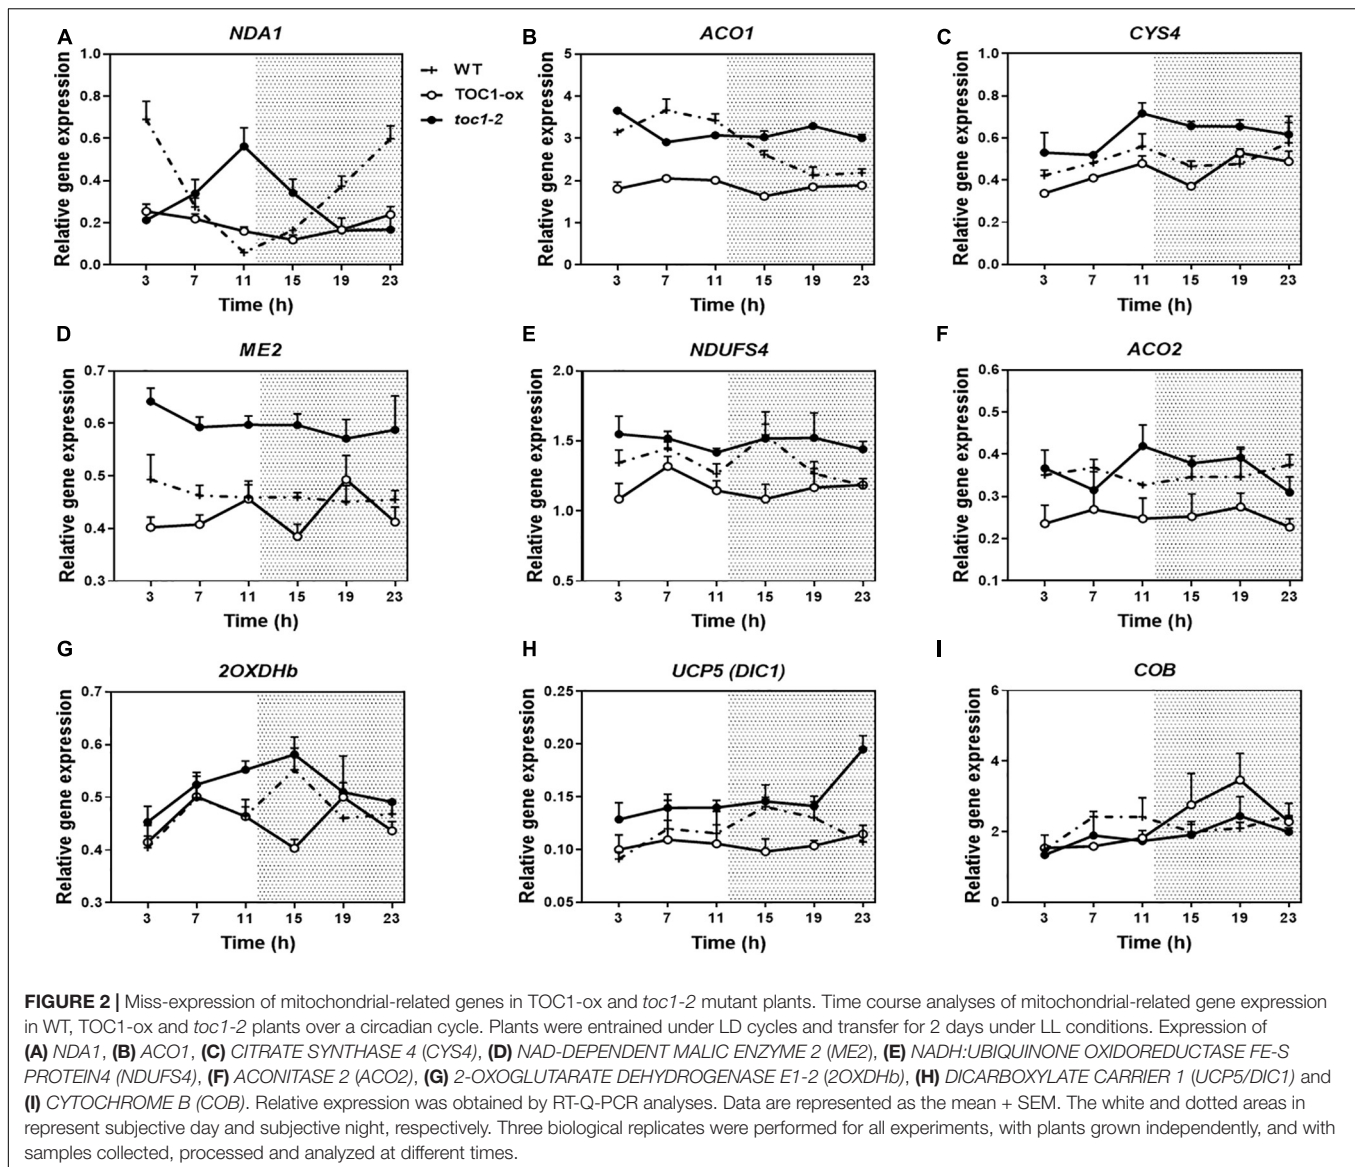 A
NDA1
Relative gene expression
1.0
0.8
0.6
0.4
0.2
0.0
3 7 11 15 19 23
Time (h)
WT
TOC1-ox
toc1-2
B
ACO1
Relative gene expression
5
4
3
2
1
0
3 7 11 15 19 23
Time (h)
C
CYS4
Relative gene expression
1.0
0.8
0.6
0.4
0.2
0.0
3 7 11 15 19 23
Time (h)
D
ME2
Relative gene expression
0.7
0.6
0.5
0.4
0.3
3 7 11 15 19 23
Time (h)
E
NDUFS4
Relative gene expression
2.0
1.5
1.0
0.5
3 7 11 15 19 23
Time (h)
F
ACO2
Relative gene expression
0.6
0.5
0.4
0.3
0.2
0.1
3 7 11 15 19 23
Time (h)
G
2OXDHb
Relative gene expression
0.7
0.6
0.5
0.4
0.3
3 7 11 15 19 23
Time (h)
H
UCP5 (DIC1)
Relative gene expression
0.25
0.20
0.15
0.10
0.05
3 7 11 15 19 23
Time (h)
I
COB
Relative gene expression
6
4
2
0
3 7 11 15 19 23
Time (h)
FIGURE 2 | Miss-expression of mitochondrial-related genes in TOC1-ox and toc1-2 mutant plants. Time course analyses of mitochondrial-related gene expression
in WT, TOC1-ox and toc1-2 plants over a circadian cycle. Plants were entrained under LD cycles and transfer for 2 days under LL conditions. Expression of
(A) NDA1, (B) ACO1, (C) CITRATE SYNTHASE 4 (CYS4), (D) NAD-DEPENDENT MALIC ENZYME 2 (ME2), (E) NADH:UBIQUINONE OXIDOREDUCTASE FE-S
PROTEIN4 (NDUFS4), (F) ACONITASE 2 (ACO2), (G) 2-OXOGLUTARATE DEHYDROGENASE E1-2 (2OXDHb), (H) DICARBOXYLATE CARRIER 1 (UCP5/DIC1) and
(I) CYTOCHROME B (COB). Relative expression was obtained by RT-Q-PCR analyses. Data are represented as the mean + SEM. The white and dotted areas in
represent subjective day and subjective night, respectively. Three biological replicates were performed for all experiments, with plants grown independently, and with
samples collected, processed and analyzed at different times.